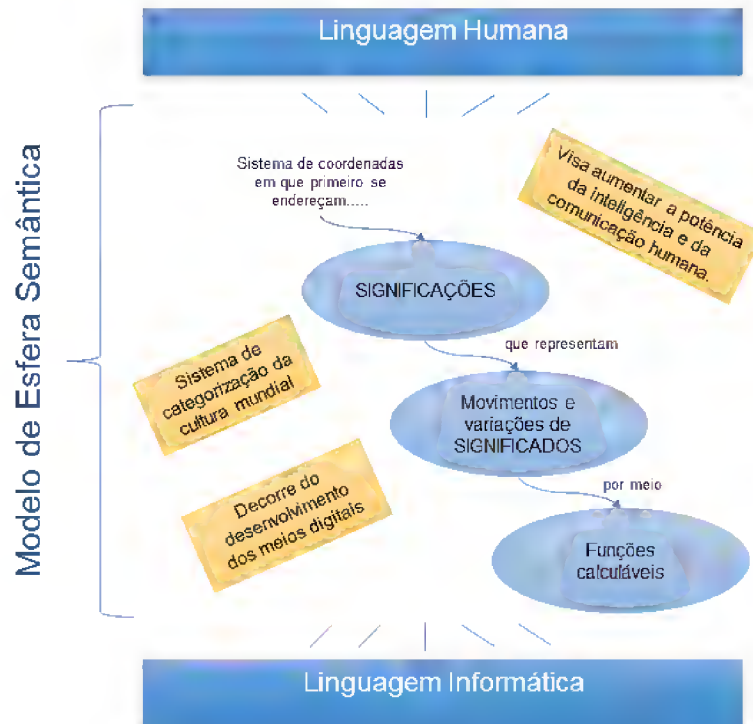 Linguagem Humana
Modelo de Esfera Semântica
Sistema de coordenadas
em que primeiro se
endereçam.....
Visa aumentar a potência
da inteligência e da
comunicação humana.
SIGNIFICAÇÕES
que representam
Sistema de
categorização da
cultura mundial
Movimentos e
variações de
SIGNIFICADOS
por meio
Decorre do
desenvolvimento
dos meios digitais
Funções
calculáveis
Linguagem Informática